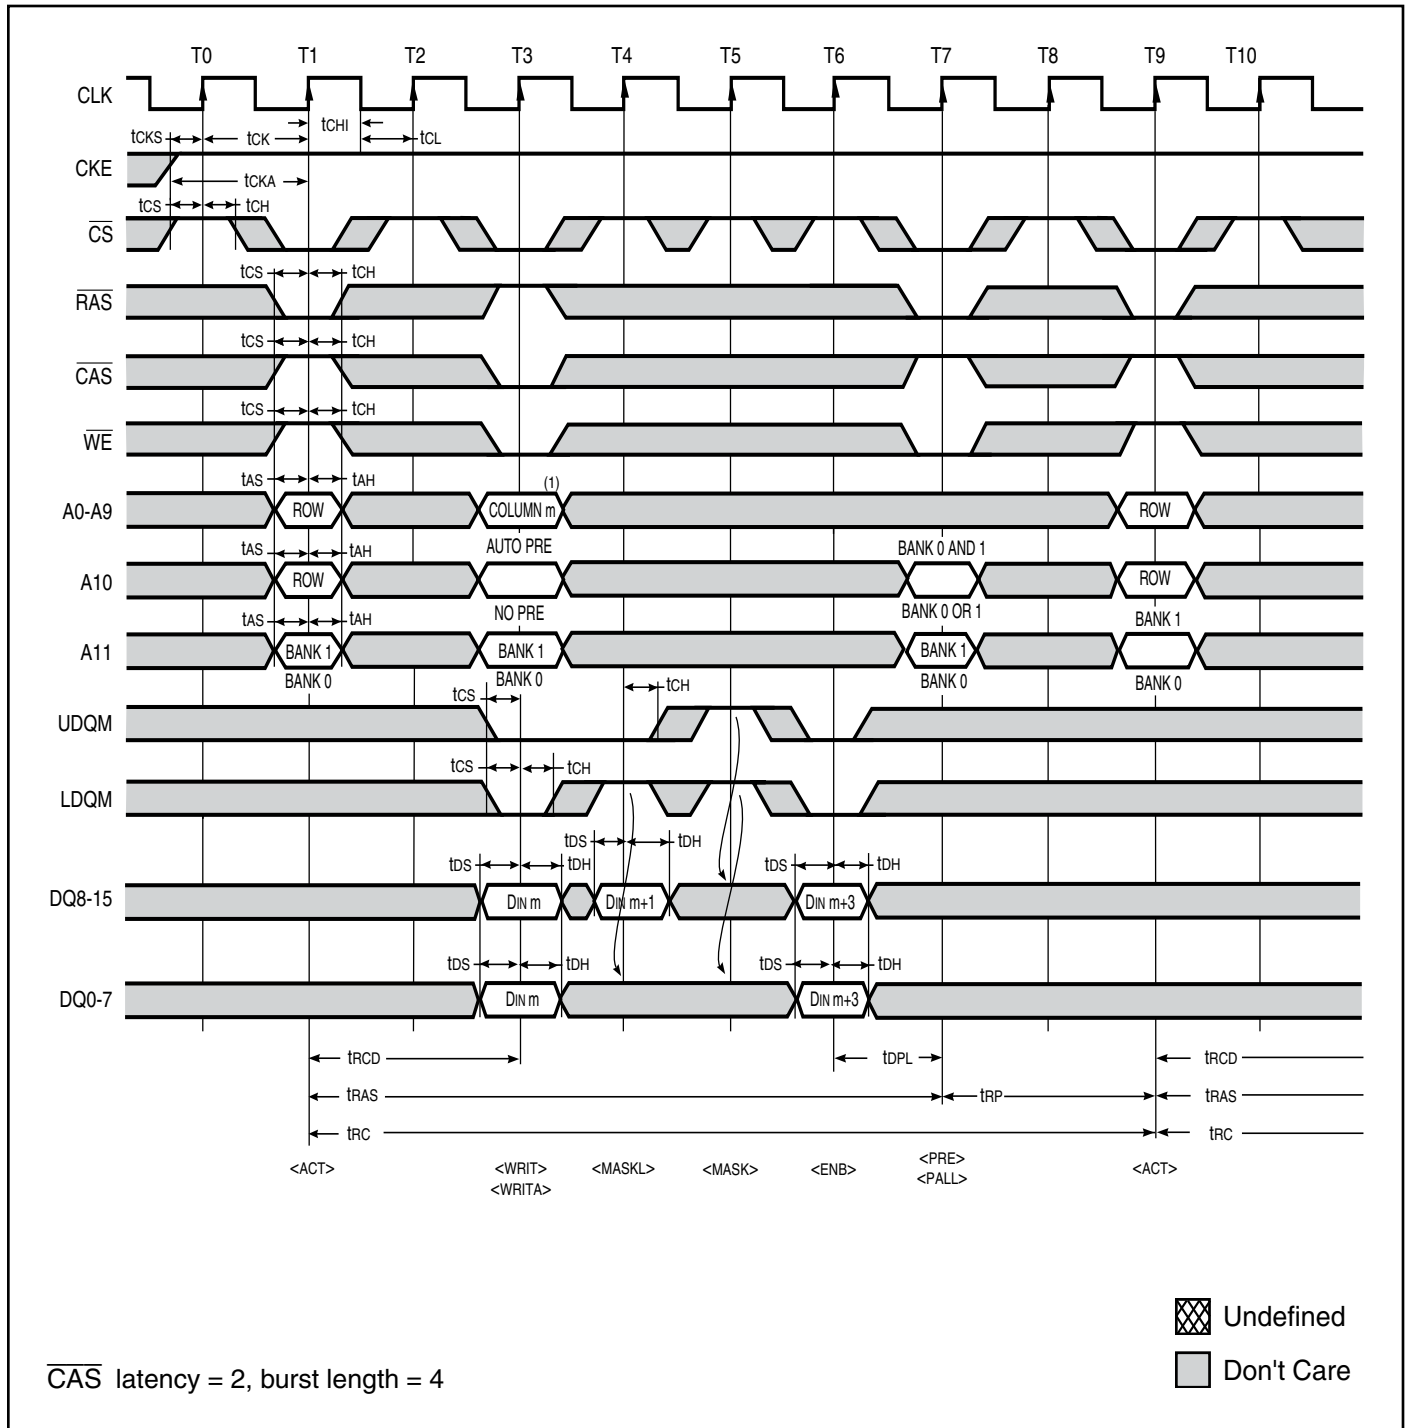 T0 T1 T2 T3 T4 T5 T6 T7 T8 T9 T10
CLK
tCHI
tCKS tCK tCL
CKE
tCKA
tCS tCH
CS
tCS tCH
RAS
tCS tCH
CAS
tCS tCH
WE
tAS tAH
(1)
A0-A9 ROW COLUMN m ROW
tAS tAH AUTO PRE BANK 0 AND 1
A10 ROW ROW
NO PRE BANK 0 OR 1 BANK 1
tAS tAH
A11 BANK 1 BANK 1 BANK 1
BANK 0 BANK 0 BANK 0 BANK 0
tCS tCH
UDQM
tCS tCH
LDQM
tDS tDH
tDS tDH tDS tDH
DQ8-15 DIN m DIN m+1 DIN m+3
tDS tDH tDS tDH
DQ0-7 DIN m DIN m+3
tRCD tDPL tRCD
tRAS tRP tRAS
tRC tRC
<ACT> <WRIT> <MASKL> <MASK> <ENB> <PRE> <ACT>
<WRITA> <PALL>
Undefined
Don't Care
CAS latency = 2, burst length = 4